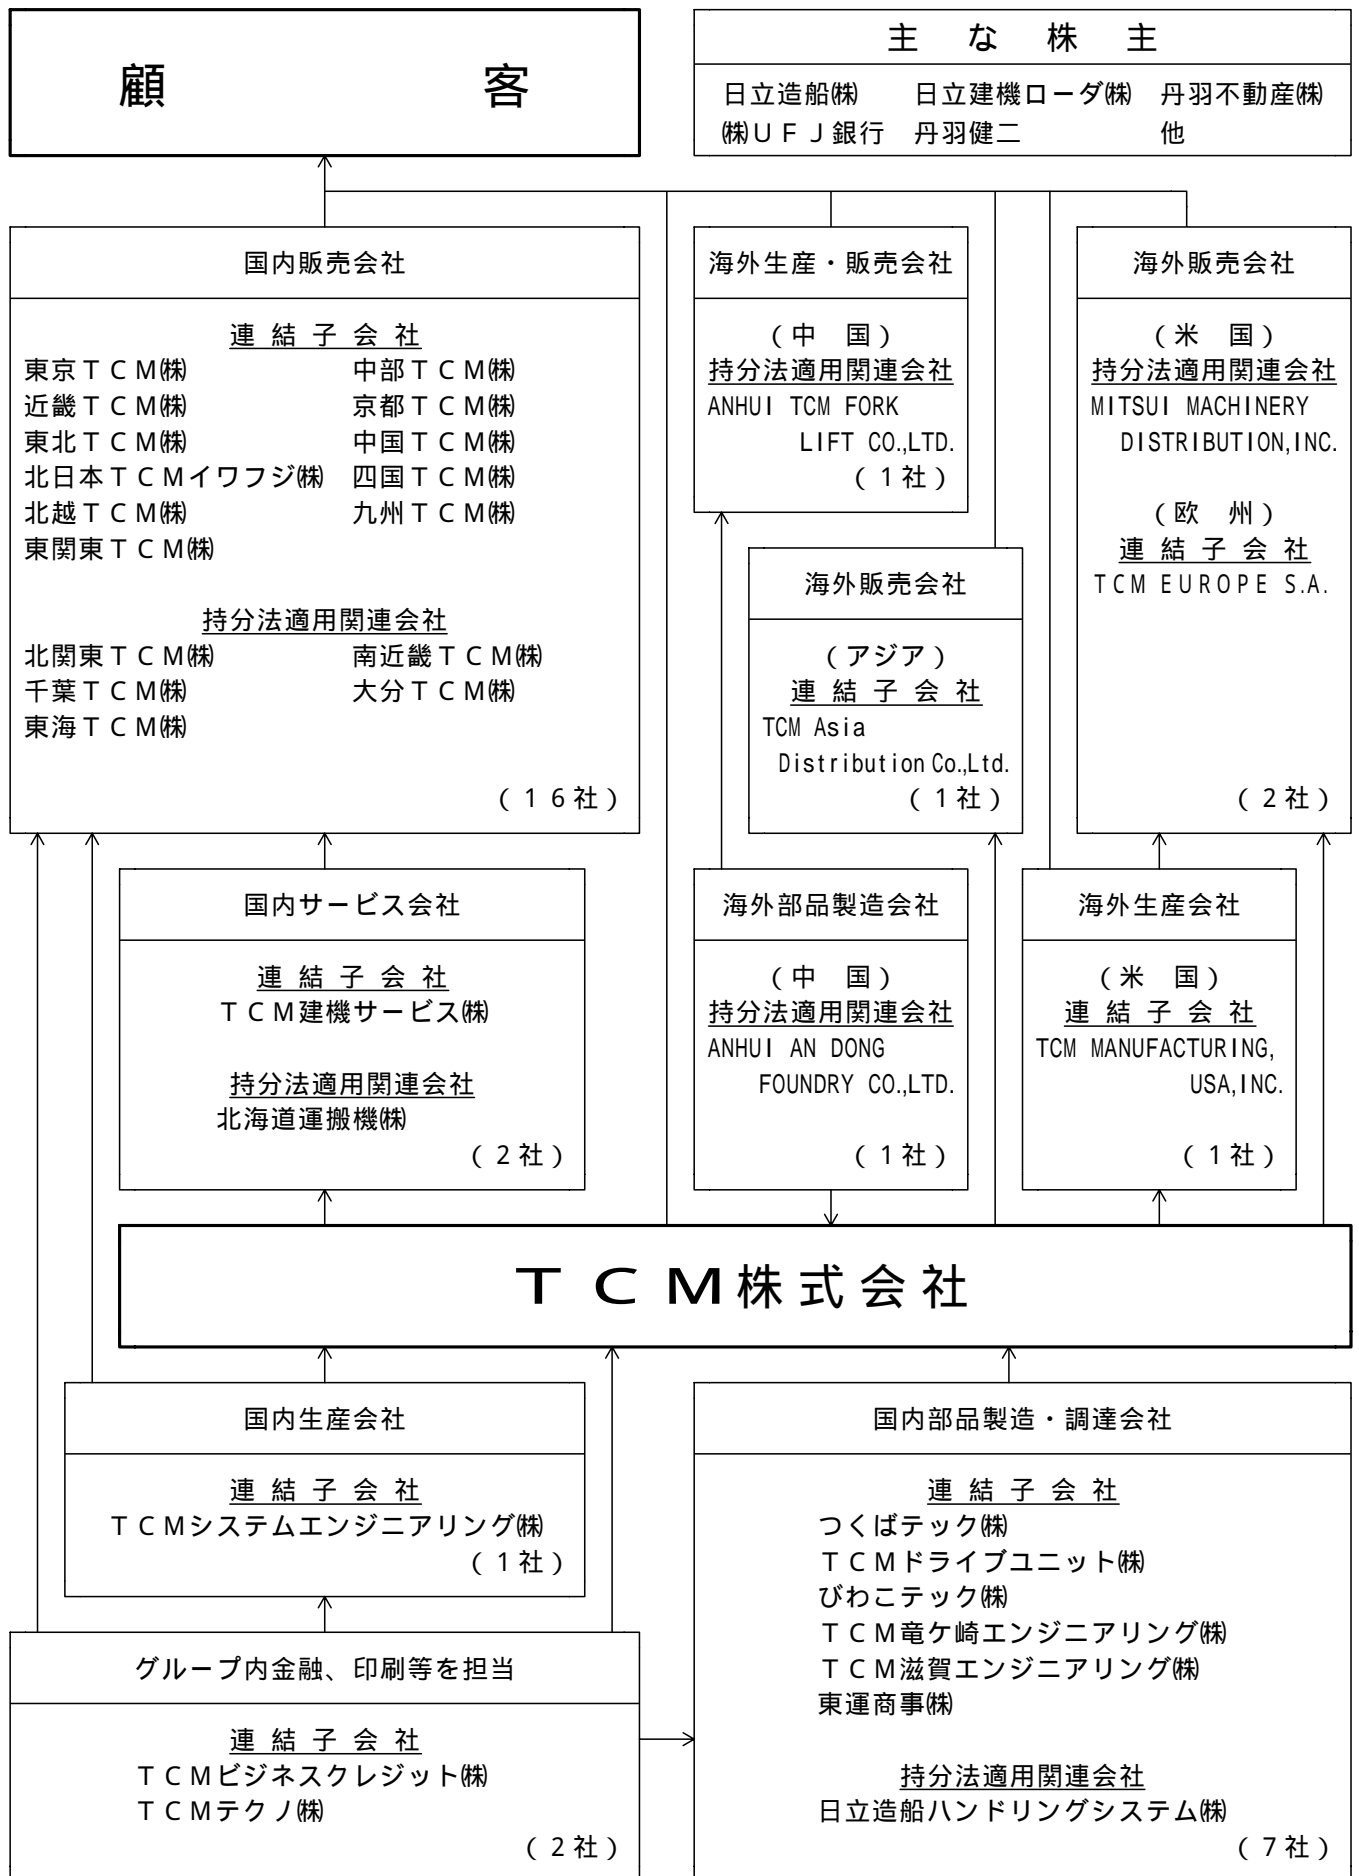 顧　客
主　な　株　主
日立造船㈱　日立建機ローダ㈱　丹羽不動産㈱
㈱ＵＦＪ銀行　丹羽健二　他
国内販売会社
連 結 子 会 社
東京ＴＣＭ㈱　中部ＴＣＭ㈱
近畿ＴＣＭ㈱　京都ＴＣＭ㈱
東北ＴＣＭ㈱　中国ＴＣＭ㈱
北日本ＴＣＭイワフジ㈱　四国ＴＣＭ㈱
北越ＴＣＭ㈱　九州ＴＣＭ㈱
東関東ＴＣＭ㈱
持分法適用関連会社
北関東ＴＣＭ㈱　南近畿ＴＣＭ㈱
千葉ＴＣＭ㈱　大分ＴＣＭ㈱
東海ＴＣＭ㈱
（１６社）
海外生産・販売会社
（中　国）
持分法適用関連会社
ANHUI TCM FORK
LIFT CO.,LTD.
（１社）
海外販売会社
（米　国）
持分法適用関連会社
MITSUI MACHINERY
DISTRIBUTION,INC.
（欧　州）
連 結 子 会 社
TCM EUROPE S.A.
（２社）
海外販売会社
（アジア）
連 結 子 会 社
TCM Asia
Distribution Co.,Ltd.
（１社）
国内サービス会社
連 結 子 会 社
ＴＣＭ建機サービス㈱
持分法適用関連会社
北海道運搬機㈱
（２社）
海外部品製造会社
（中　国）
持分法適用関連会社
ANHUI AN DONG
FOUNDRY CO.,LTD.
（１社）
海外生産会社
（米　国）
連 結 子 会 社
TCM MANUFACTURING,
USA,INC.
（１社）
ＴＣＭ株式会社
国内生産会社
連 結 子 会 社
ＴＣＭシステムエンジニアリング㈱
（１社）
グループ内金融、印刷等を担当
連 結 子 会 社
ＴＣＭビジネスクレジット㈱
ＴＣＭテクノ㈱
（２社）
国内部品製造・調達会社
連 結 子 会 社
つくばテック㈱
ＴＣＭドライブユニット㈱
びわこテック㈱
ＴＣＭ竜ケ崎エンジニアリング㈱
ＴＣＭ滋賀エンジニアリング㈱
東運商事㈱
持分法適用関連会社
日立造船ハンドリングシステム㈱
（７社）